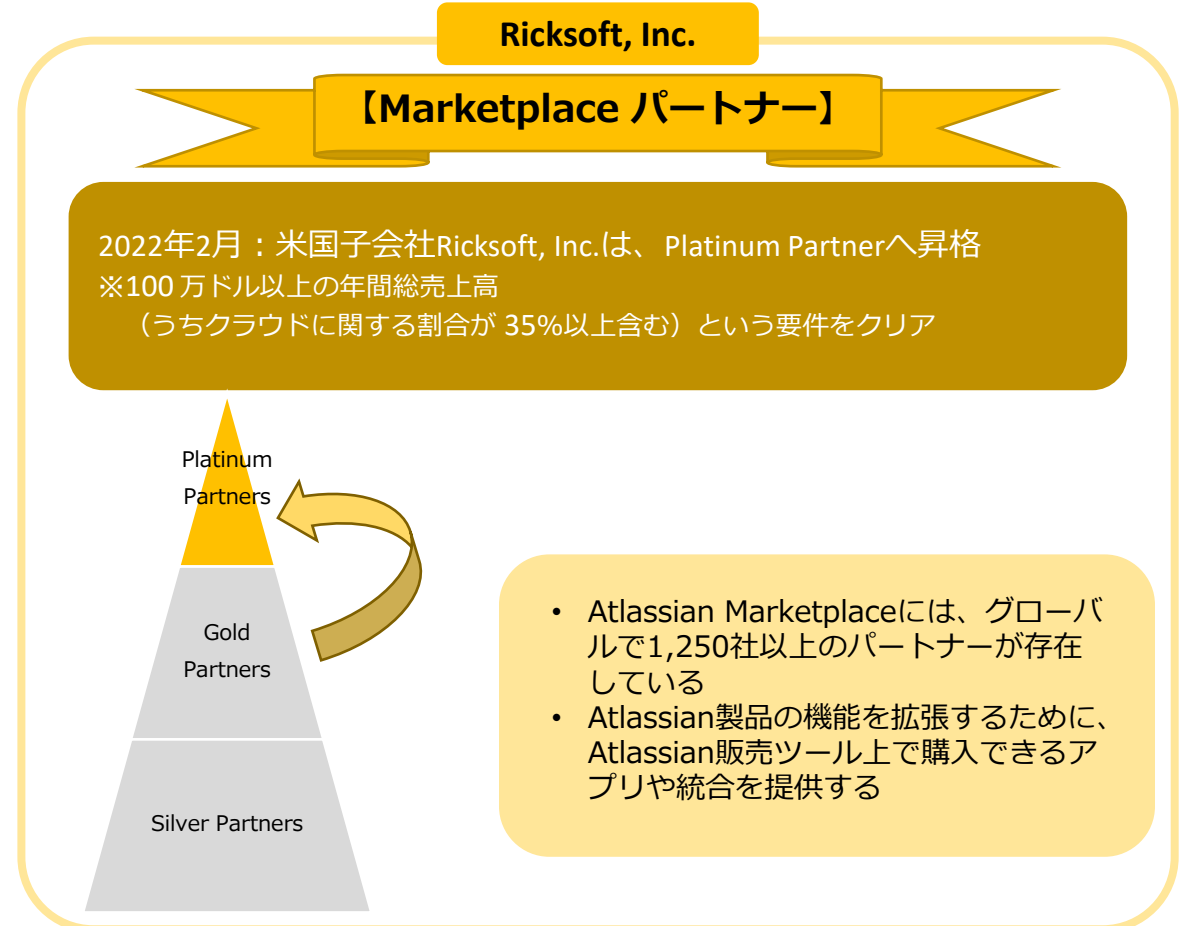 Ricksoft, Inc.
【Marketplace パートナー】
2022年2月：米国子会社Ricksoft, Inc.は、Platinum Partnerへ昇格
※100 万ドル以上の年間総売上高
（うちクラウドに関する割合が 35%以上含む）という要件をクリア
Platinum
Partners
Gold
Partners
Silver Partners
• Atlassian Marketplaceには、グローバ
ルで1,250社以上のパートナーが存在
している
• Atlassian製品の機能を拡張するために、
Atlassian販売ツール上で購入できるア
プリや統合を提供する